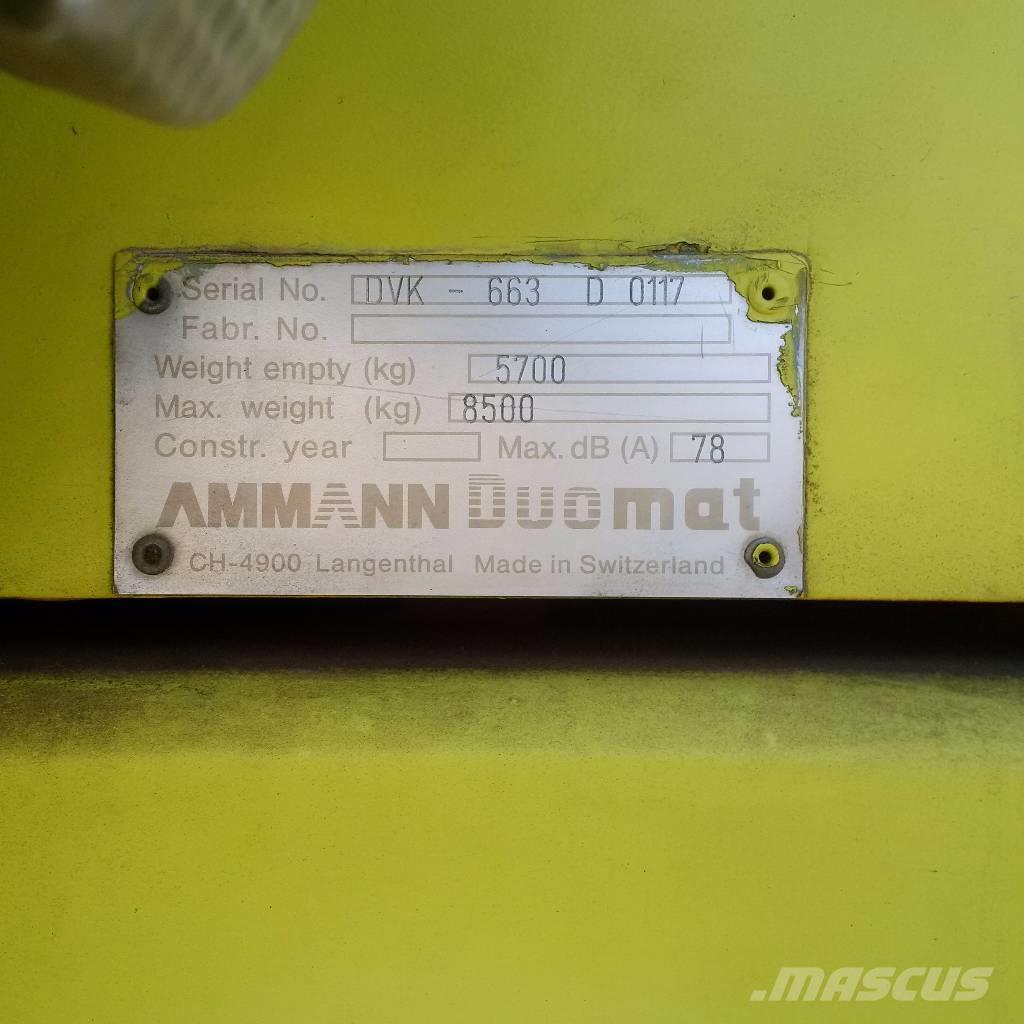 Serial No. DVK - 663 D 0117
Fabr. No.
Weight empty (kg) 5700
Max. weight (kg) 8500
Constr. year Max. dB (A) 78
AMMANN Duomat
CH-4900 Langenthal Made in Switzerland
.MASCUS